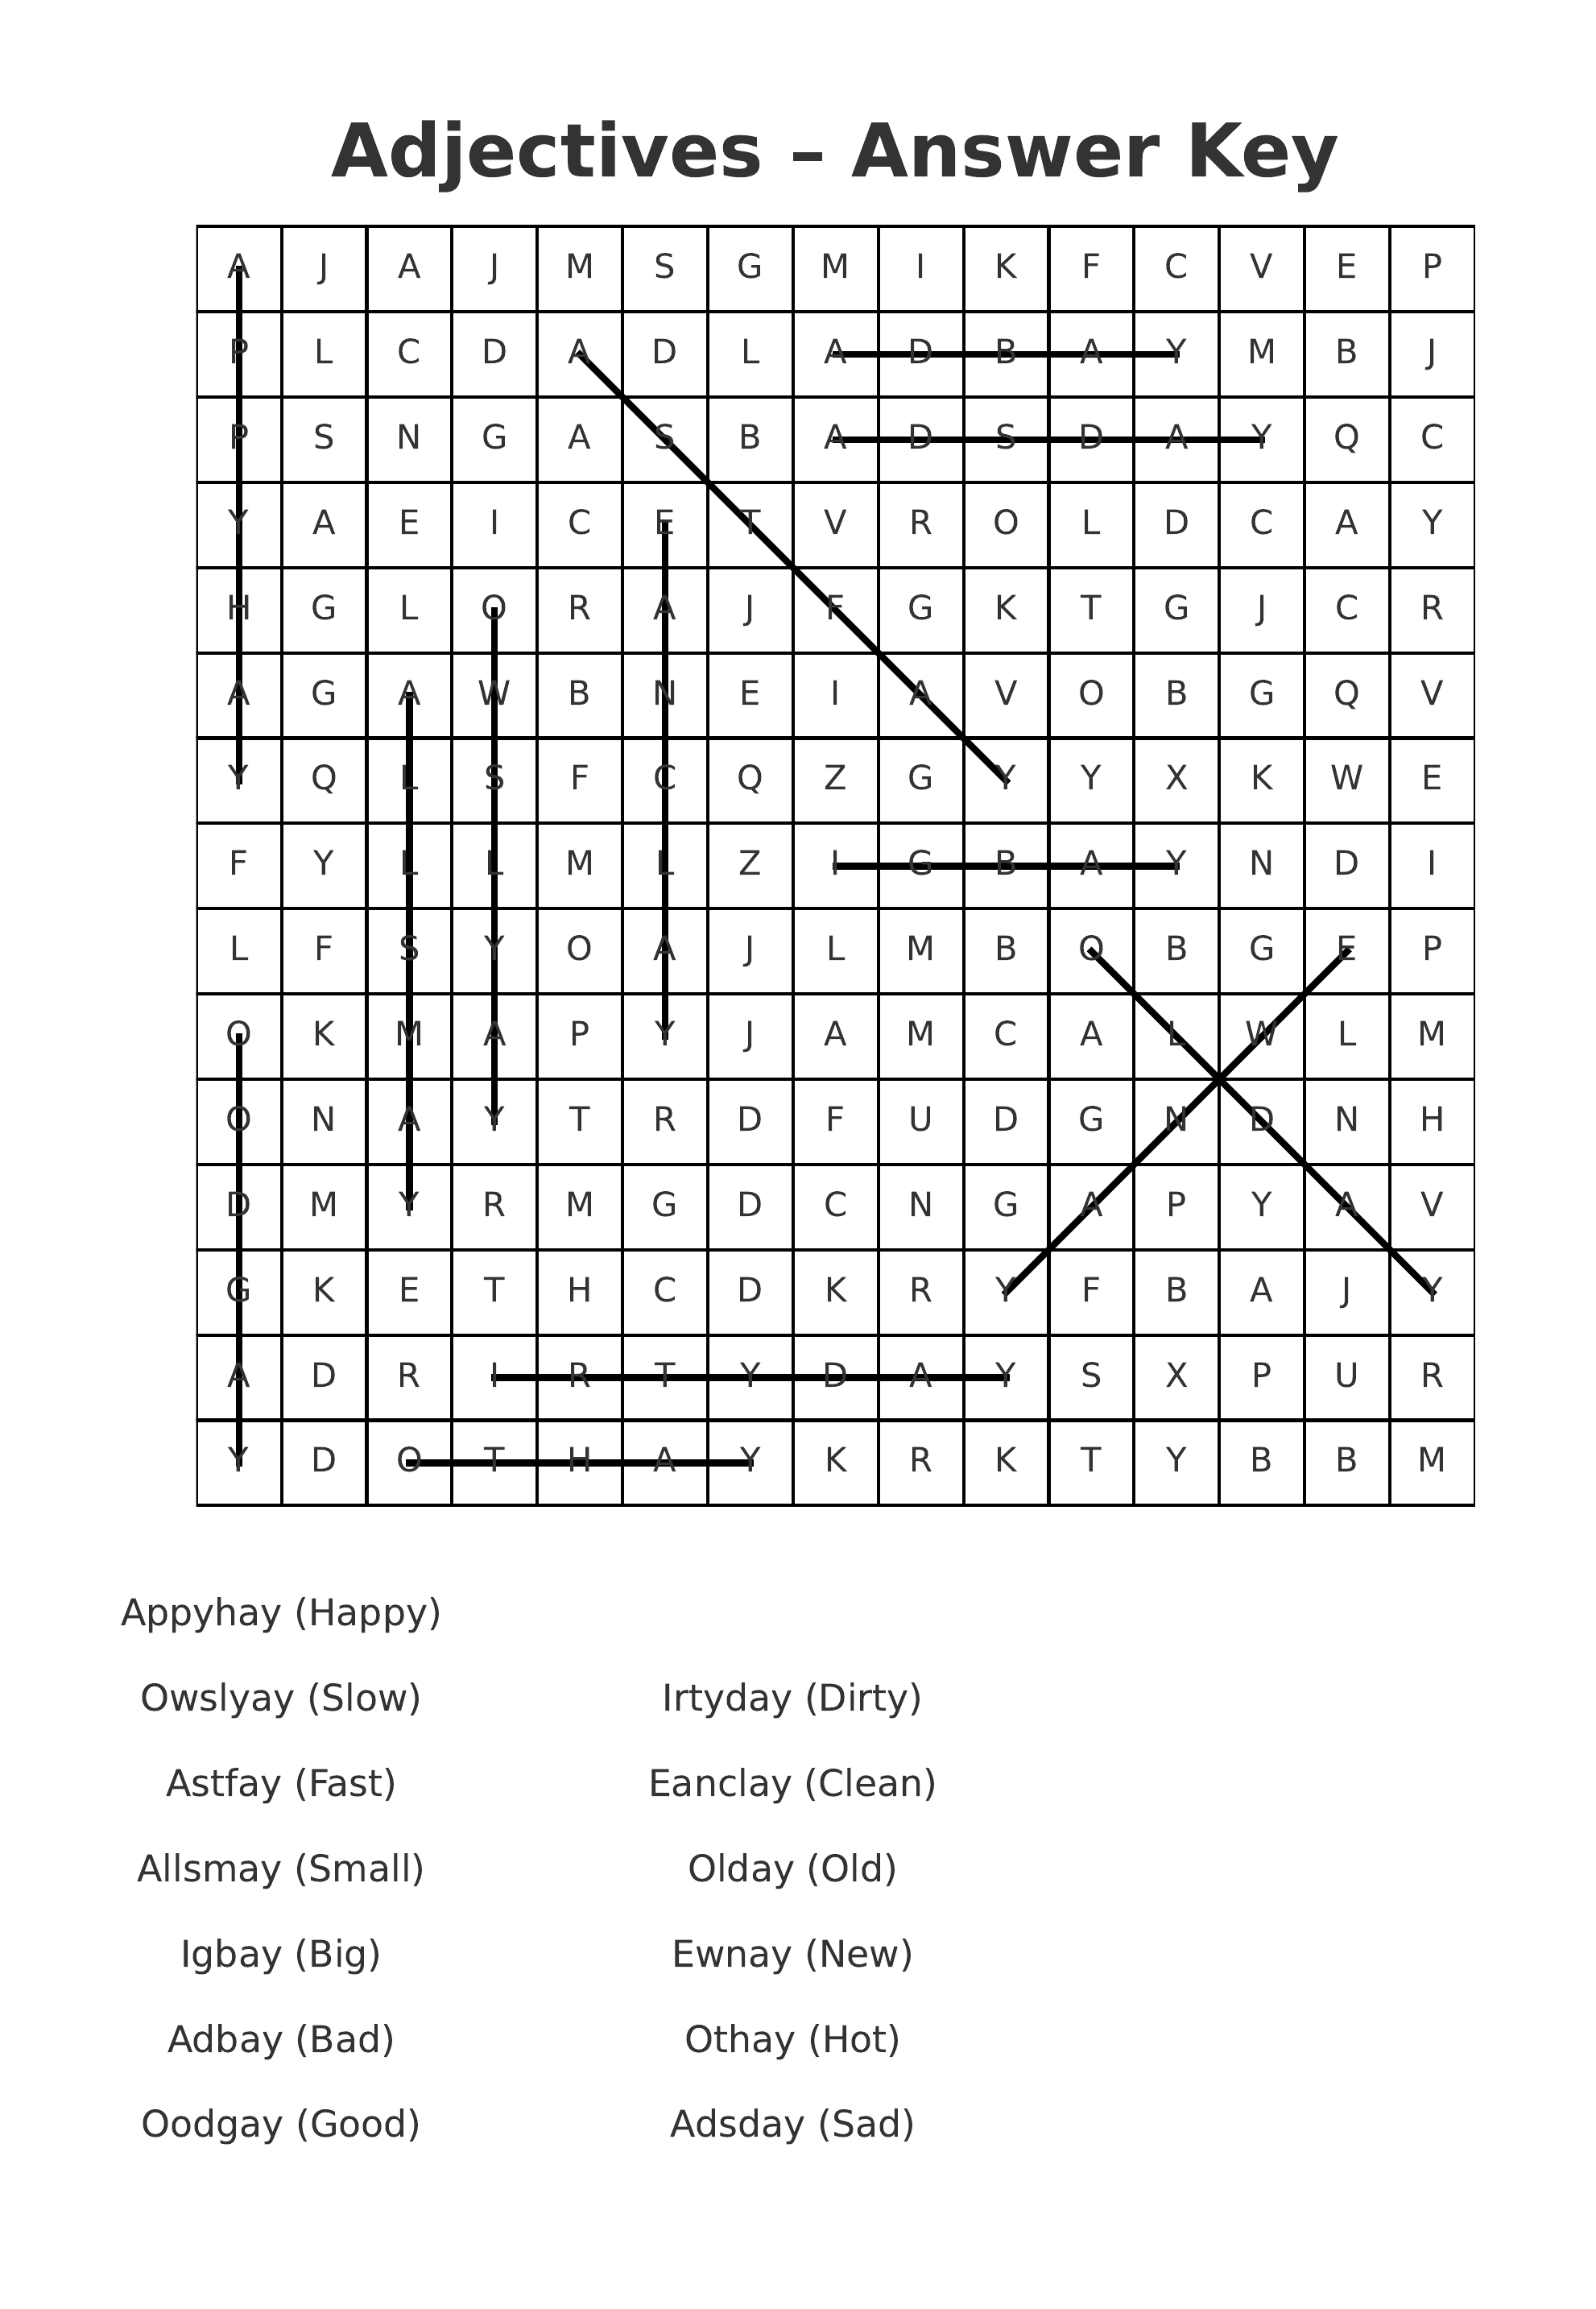 Adjectives – Answer Key
A J A J M S G M I K F C V E P
P L C D A D L A D B A Y M B J
P S N G A S B A D S D A Y Q C
Y A E I C E T V R O L D C A Y
H G L O R A J F G K T G J C R
A G A W B N E I A V O B G Q V
Y Q L S F C Q Z G Y Y X K W E
F Y L L M L Z I G B A Y N D I
L F S Y O A J L M B O B G E P
O K M A P Y J A M C A L W L M
O N A Y T R D F U D G N D N H
D M Y R M G D C N G A P Y A V
G K E T H C D K R Y F B A J Y
A D R I R T Y D A Y S X P U R
Y D O T H A Y K R K T Y B B M
Appyhay (Happy)
Owslyay (Slow)
Astfay (Fast)
Allsmay (Small)
Igbay (Big)
Adbay (Bad)
Oodgay (Good)
Irtyday (Dirty)
Eanclay (Clean)
Olday (Old)
Ewnay (New)
Othay (Hot)
Adsday (Sad)